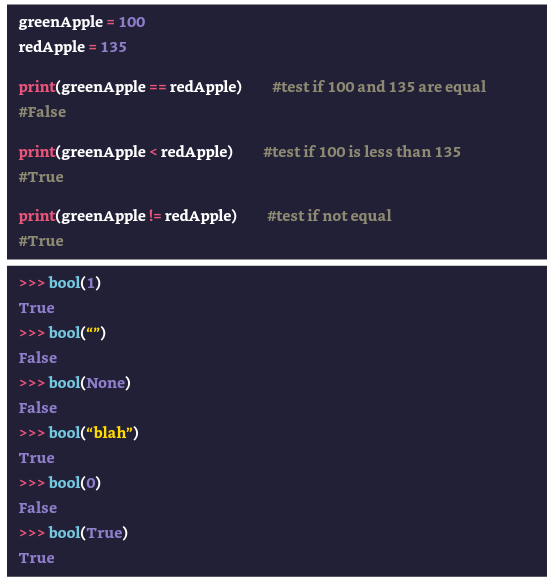 greenApple = 100
redApple = 135
print(greenApple == redApple) #test if 100 and 135 are equal
#False
print(greenApple < redApple) #test if 100 is less than 135
#True
print(greenApple != redApple) #test if not equal
#True
>>> bool(1)
True
>>> bool(“”)
False
>>> bool(None)
False
>>> bool(“blah”)
True
>>> bool(0)
False
>>> bool(True)
True